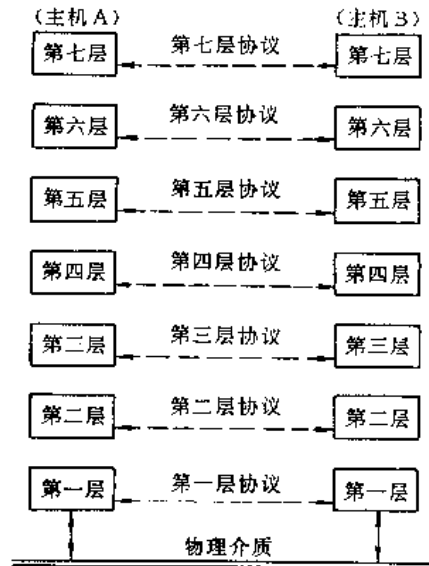 （主机A） （主机B）
第七层 第七层协议 第七层
第六层 第六层协议 第六层
第五层 第五层协议 第五层
第四层 第四层协议 第四层
第三层 第三层协议 第三层
第二层 第二层协议 第二层
第一层 第一层协议 第一层
物理介质